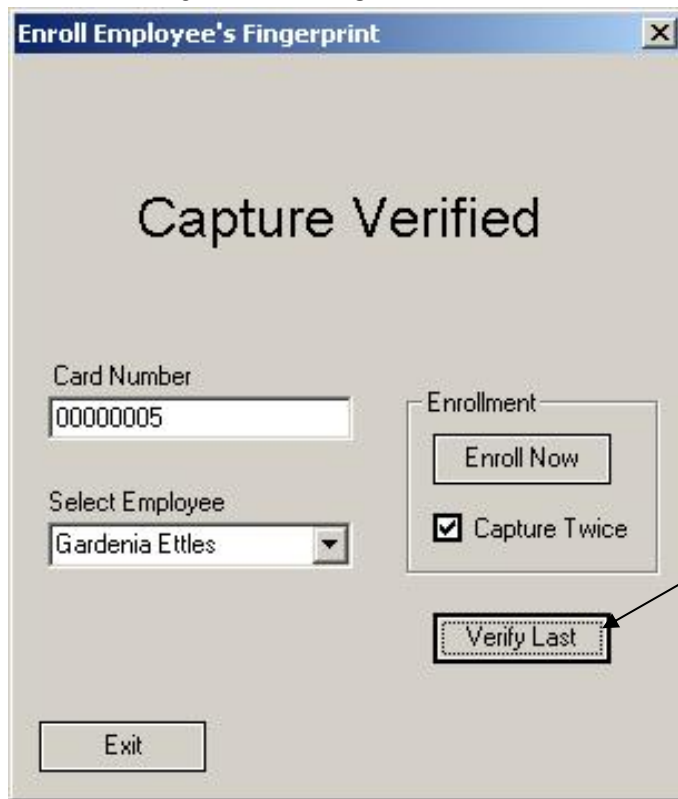 Enroll Employee's Fingerprint
Capture Verified
Card Number
00000005
Select Employee
Gardenia Ettles
Enrollment
Enroll Now
Capture Twice
Verify Last
Exit